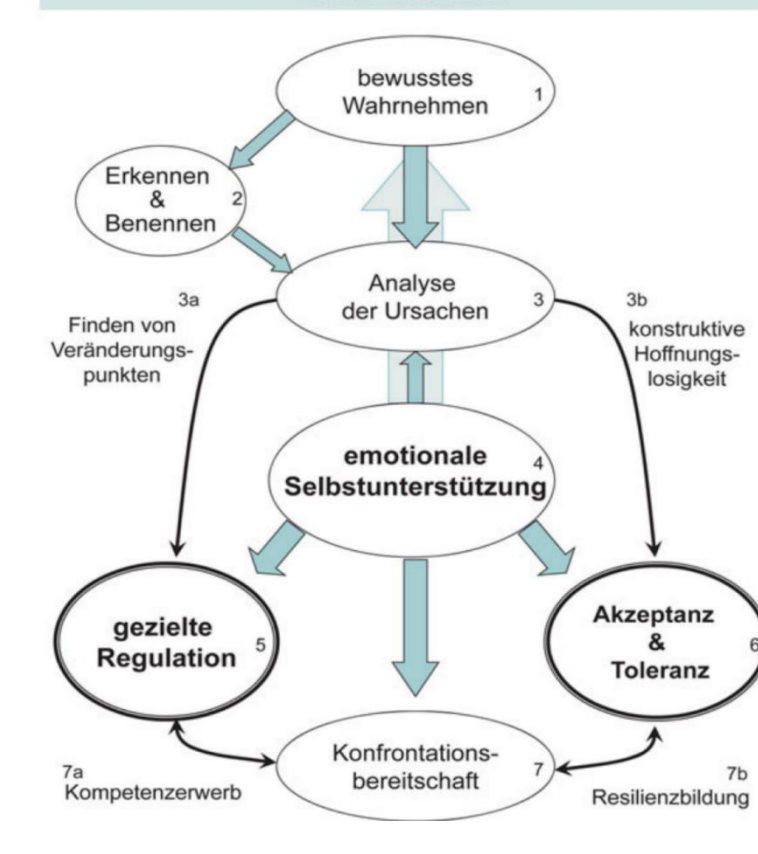 bewusstes
Wahrnehmen
1
Erkennen
&
Benennen
2
Analyse
der Ursachen
3
3a
Finden von
Veränderungs-
punkten
3b
konstruktive
Hoffnungs-
losigkeit
emotionale
Selbstunterstützung
4
gezielte
Regulation
5
Akzeptanz
&
Toleranz
6
Konfrontations-
bereitschaft
7
7a
Kompetenzerwerb
7b
Resilienzbildung